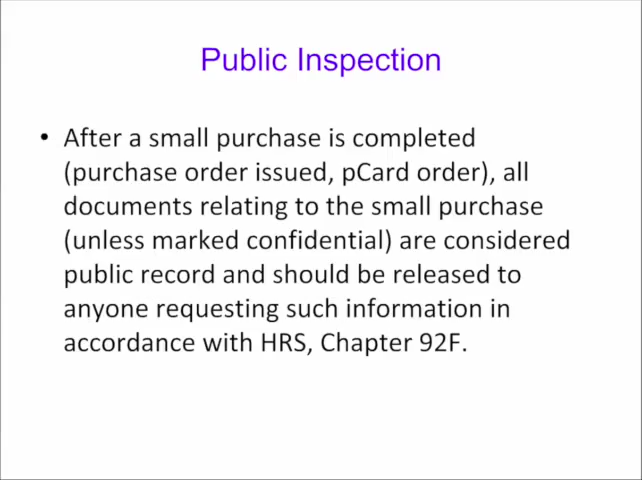 Public Inspection
• After a small purchase is completed
(purchase order issued, pCard order), all
documents relating to the small purchase
(unless marked confidential) are considered
public record and should be released to
anyone requesting such information in
accordance with HRS, Chapter 92F.